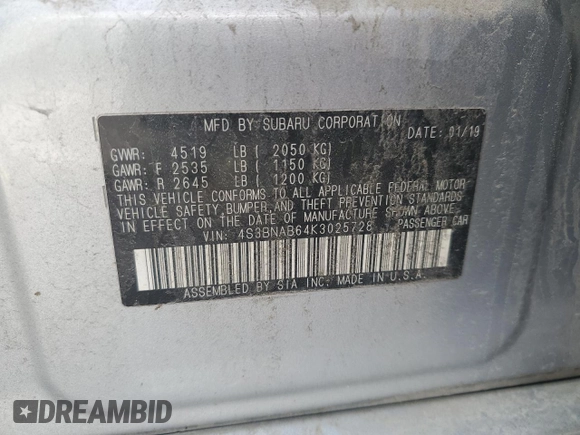 MFD BY SUBARU CORPORATION
DATE: 01/19
GVWR: 4519 LB ( 2050 KG)
GAWR: F 2535 LB ( 1150 KG)
GAWR: R 2645 LB ( 1200 KG)
THIS VEHICLE CONFORMS TO ALL APPLICABLE FEDERAL MOTOR
VEHICLE SAFETY, BUMPER, AND THEFT PREVENTION STANDARDS
IN EFFECT ON THE DATE OF MANUFACTURE SHOWN ABOVE.
VIN: 4S3BNAB64K3025728 PASSENGER CAR
ASSEMBLED BY SIA INC. MADE IN U.S.A.
DREAMBID